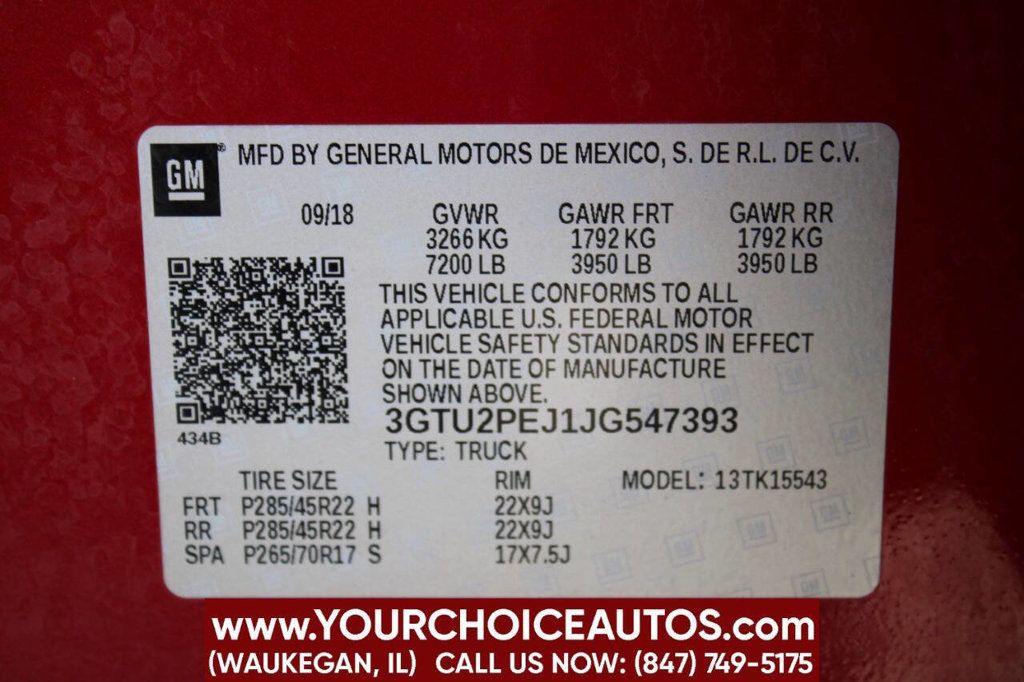 GM® MFD BY GENERAL MOTORS DE MEXICO, S. DE R.L. DE C.V.
09/18 GVWR GAWR FRT GAWR RR
3266 KG 1792 KG 1792 KG
7200 LB 3950 LB 3950 LB
THIS VEHICLE CONFORMS TO ALL
APPLICABLE U.S. FEDERAL MOTOR
VEHICLE SAFETY STANDARDS IN EFFECT
ON THE DATE OF MANUFACTURE
SHOWN ABOVE.
3GTU2PEJ1JG547393
434B
TYPE: TRUCK
TIRE SIZE RIM MODEL: 13TK15543
FRT P285/45R22 H 22X9J
RR P285/45R22 H 22X9J
SPA P265/70R17 S 17X7.5J
www.YOURCHOICEAUTOS.com
(WAUKEGAN, IL) CALL US NOW: (847) 749-5175